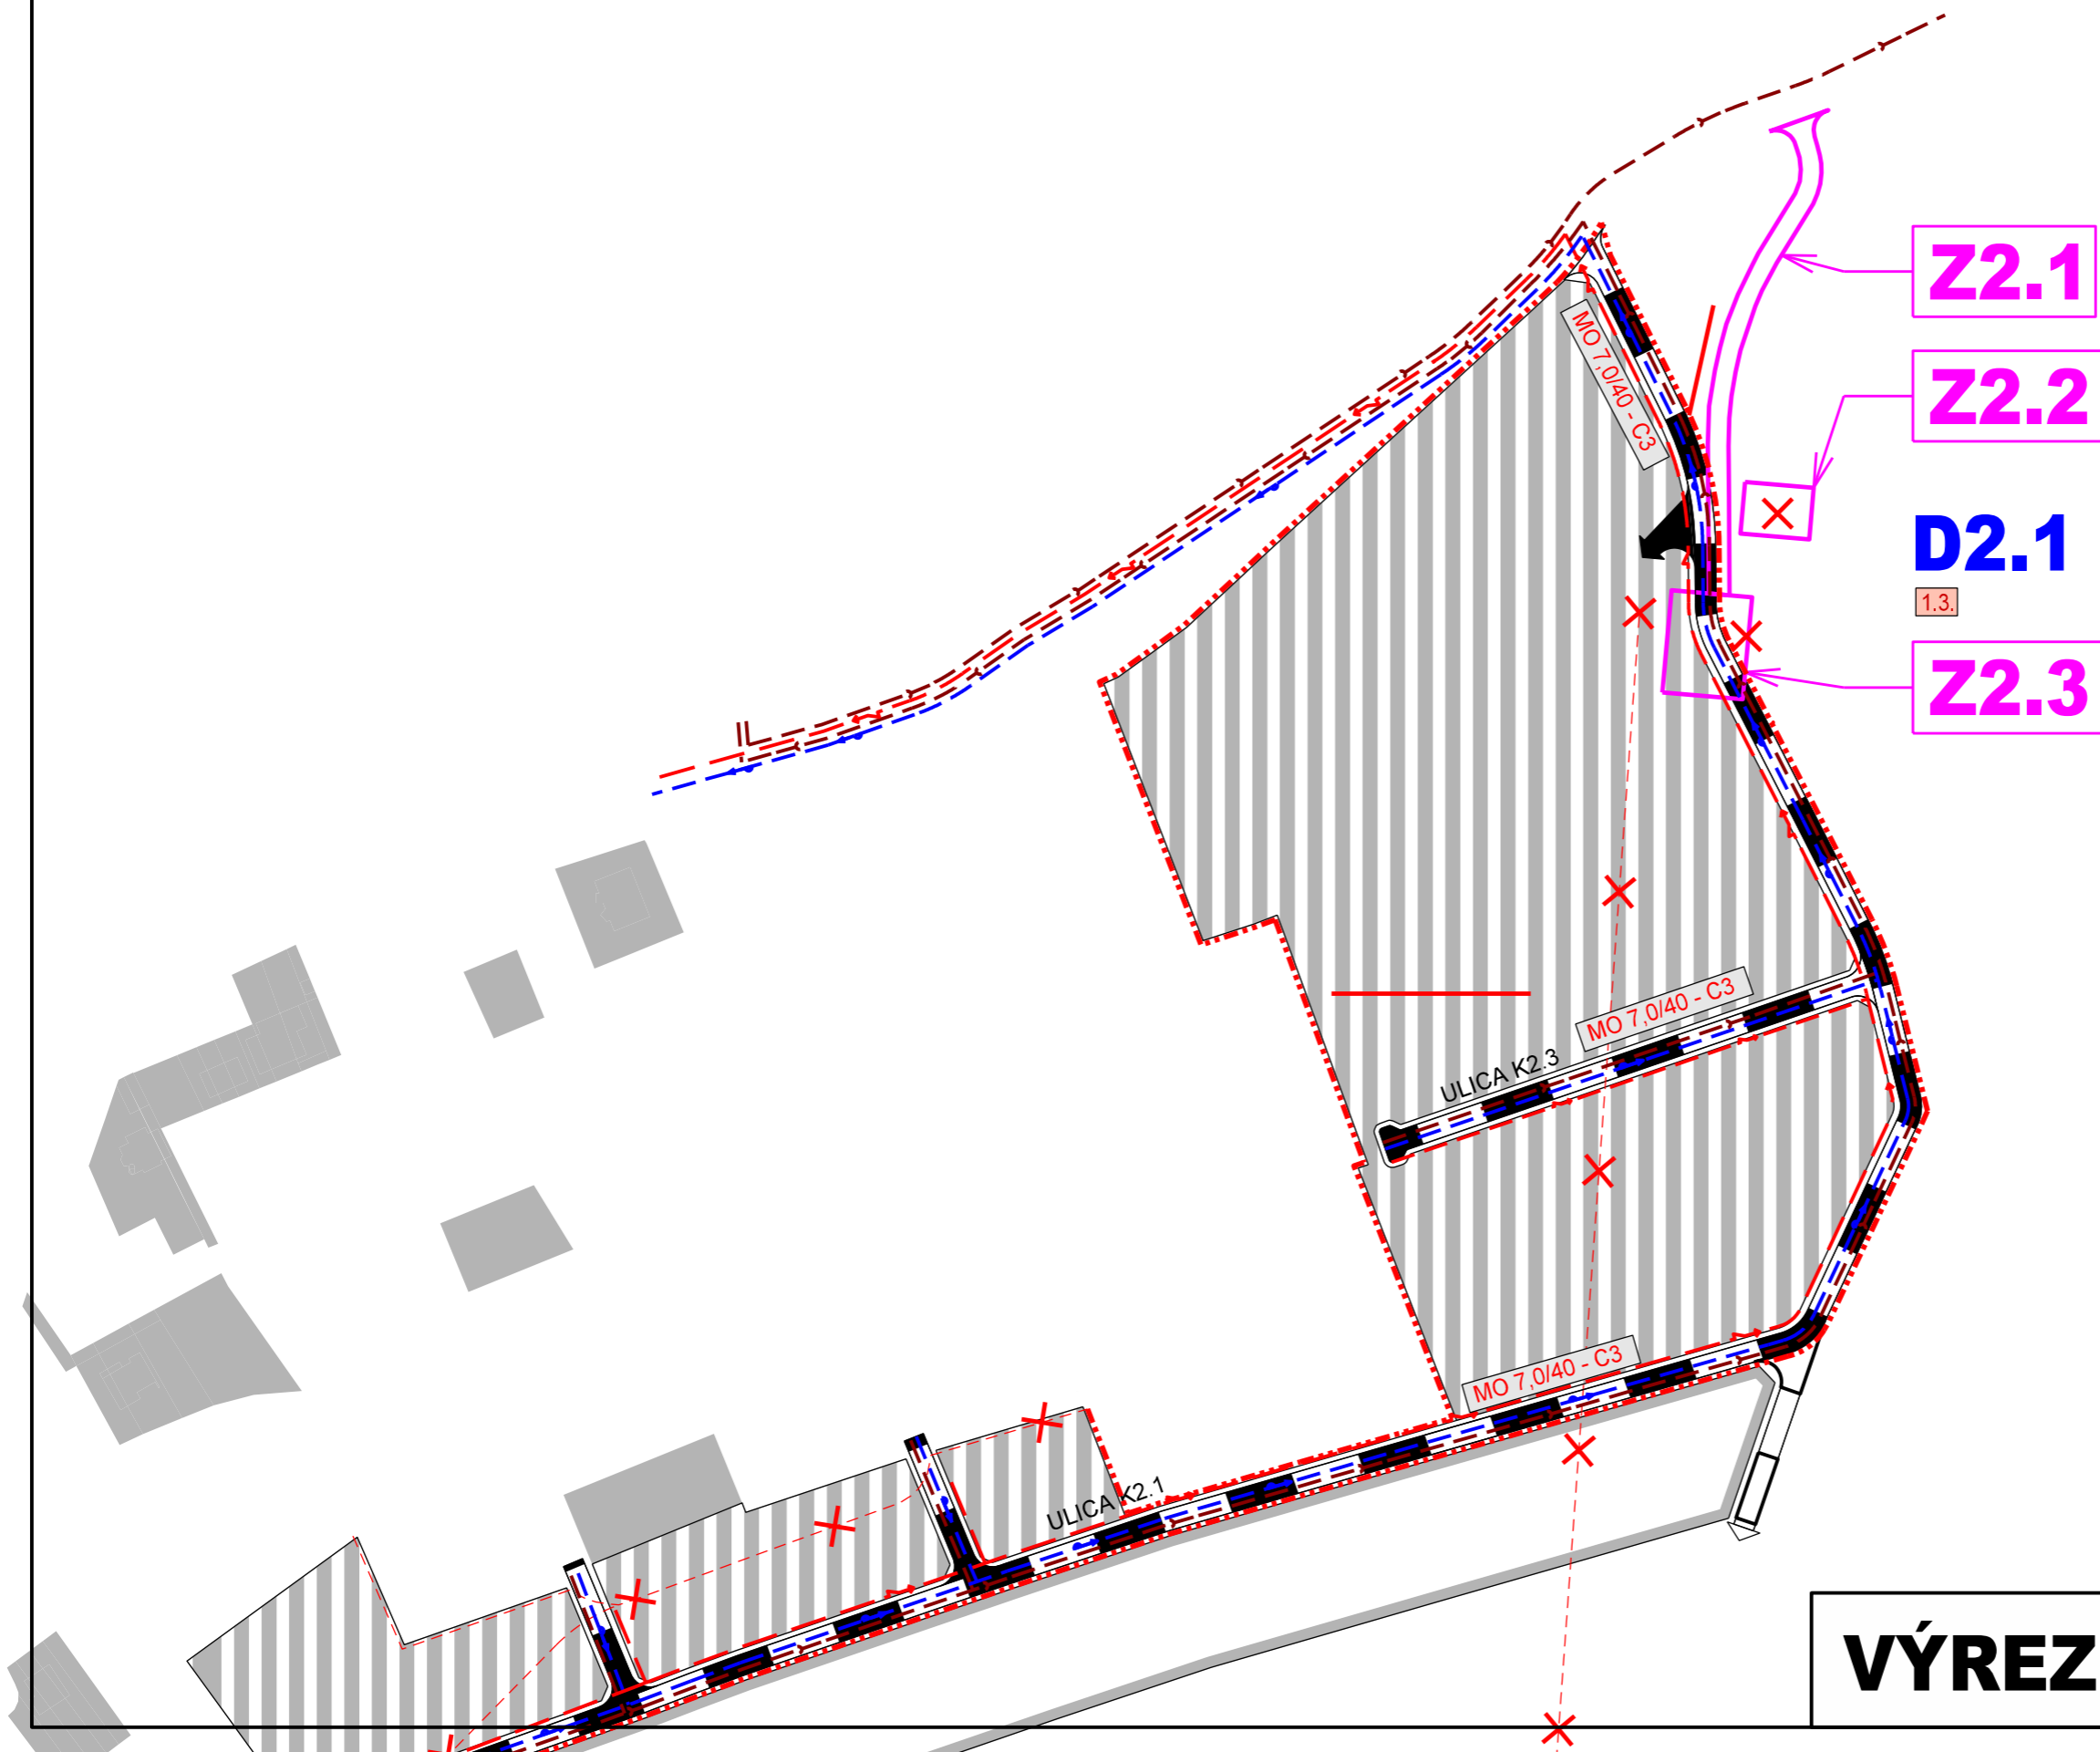 Z2.1
MO 7,0/40 - C3
Z2.2
D2.1
1.3.
Z2.3
MO 7,0/40 - C3
ULICA K2.3
MO 7,0/40 - C3
ULICA K2.1
VÝREZ